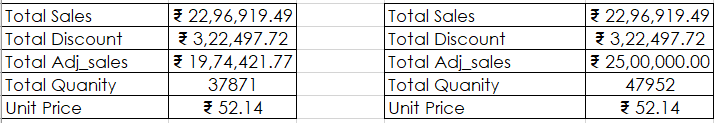 Total Sales ₹ 22,96,919.49
Total Discount ₹ 3,22,497.72
Total Adj_sales ₹ 19,74,421.77
Total Quanity 37871
Unit Price ₹ 52.14
Total Sales ₹ 22,96,919.49
Total Discount ₹ 3,22,497.72
Total Adj_sales ₹ 25,00,000.00
Total Quanity 47952
Unit Price ₹ 52.14